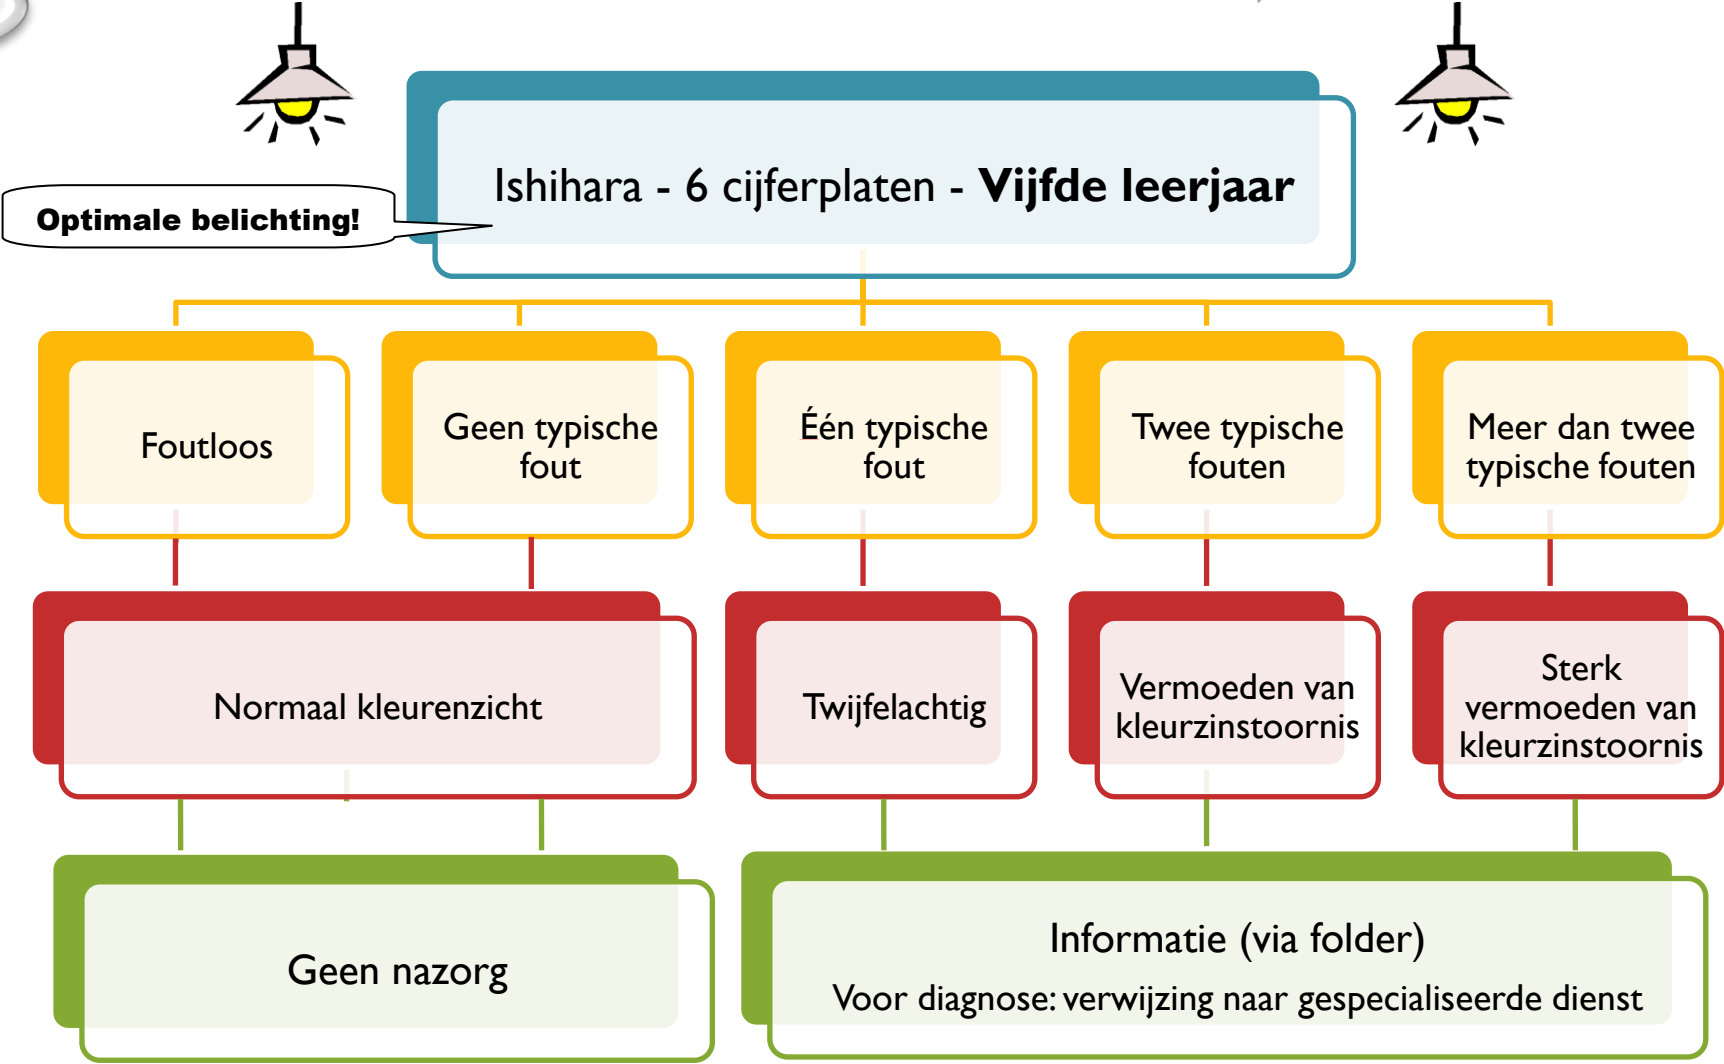 Ishihara - 6 cijferplaten - Vijfde leerjaar
Optimale belichting!
Foutloos
Geen typische
fout
Één typische
fout
Twee typische
fouten
Meer dan twee
typische fouten
Normaal kleurenzicht
Twijfelachtig
Vermoeden van
kleurzinstoornis
Sterk
vermoeden van
kleurzinstoornis
Geen nazorg
Informatie (via folder)
Voor diagnose: verwijzing naar gespecialiseerde dienst